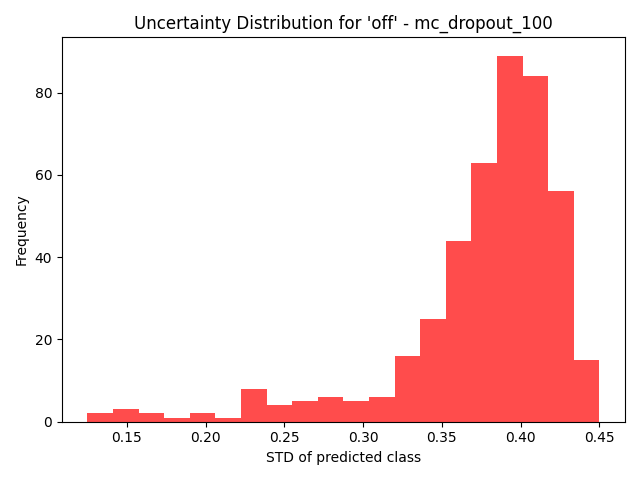 Uncertainty Distribution for 'off' - mc_dropout_100
Frequency
80
60
40
20
0
0.15 0.20 0.25 0.30 0.35 0.40 0.45
STD of predicted class